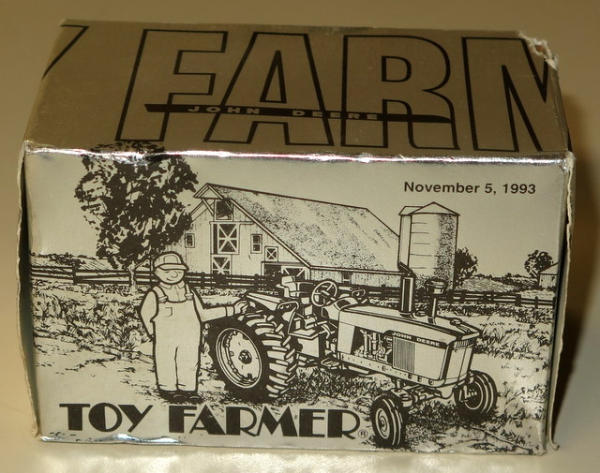 Y FARM
JOHN DEERE
November 5, 1993
JOHN DEERE
TOY FARMER®